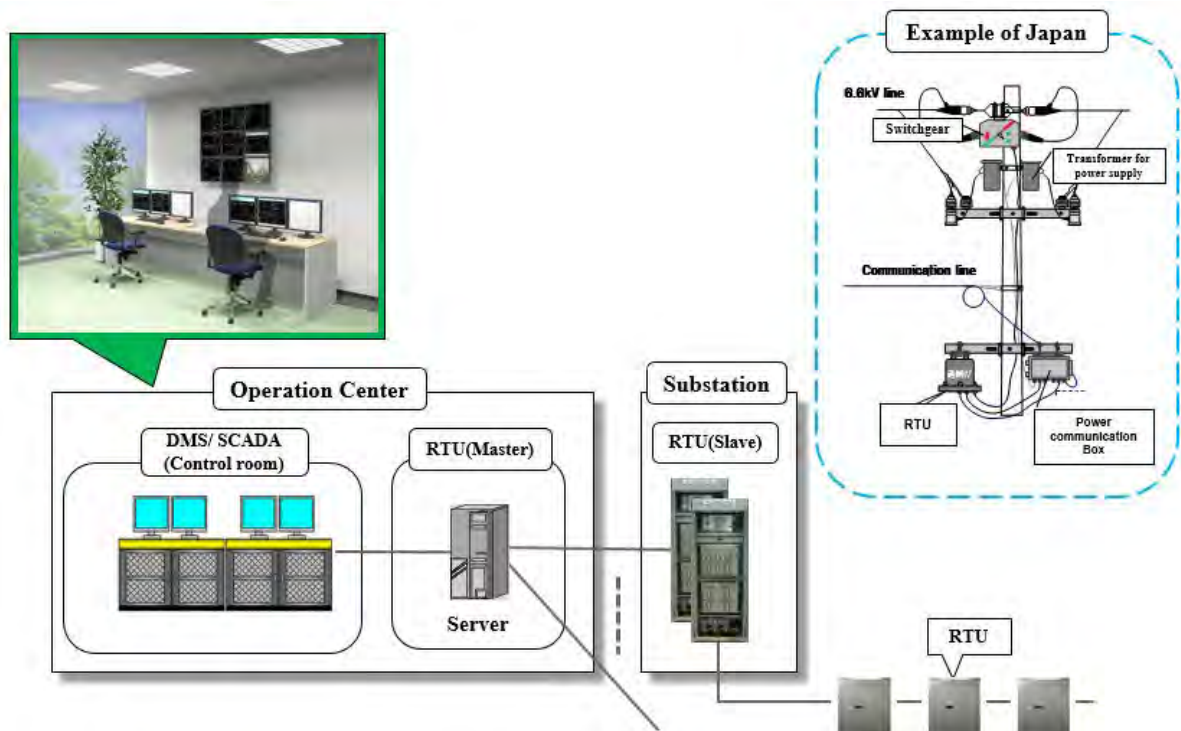 Example of Japan
6.6kV line
Switchgear
Transformer for
power supply
Communication line
RTU
Power
communication
Box
Operation Center
Substation
DMS/ SCADA
(Control room)
RTU(Master)
RTU(Slave)
Server
RTU